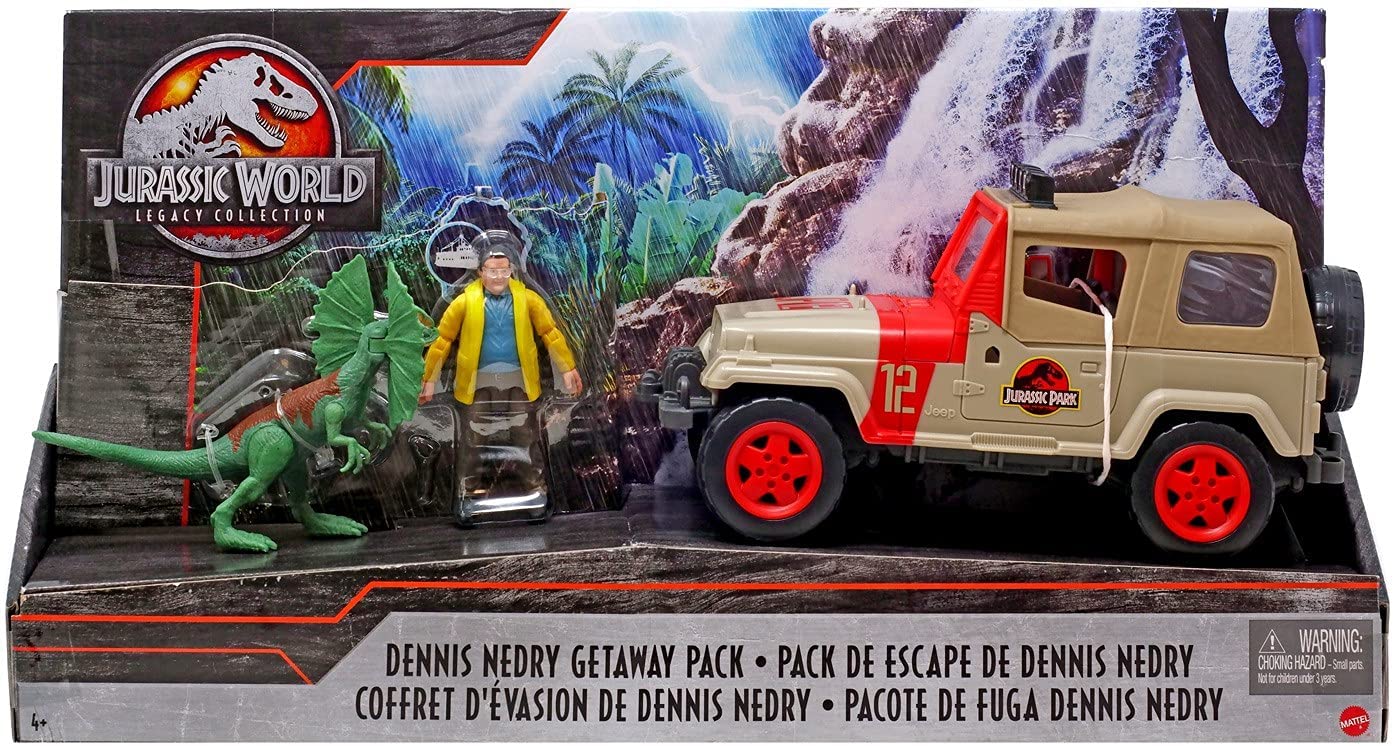 JURASSIC WORLD
LEGACY COLLECTION
12
Jeep
JURASSIC PARK
DENNIS NEDRY GETAWAY PACK • PACK DE ESCAPE DE DENNIS NEDRY
COFFRET D'ÉVASION DE DENNIS NEDRY • PACOTE DE FUGA DENNIS NEDRY
WARNING:
CHOKING HAZARD – Small parts.
Not for children under 3 years.
4+
MATTEL